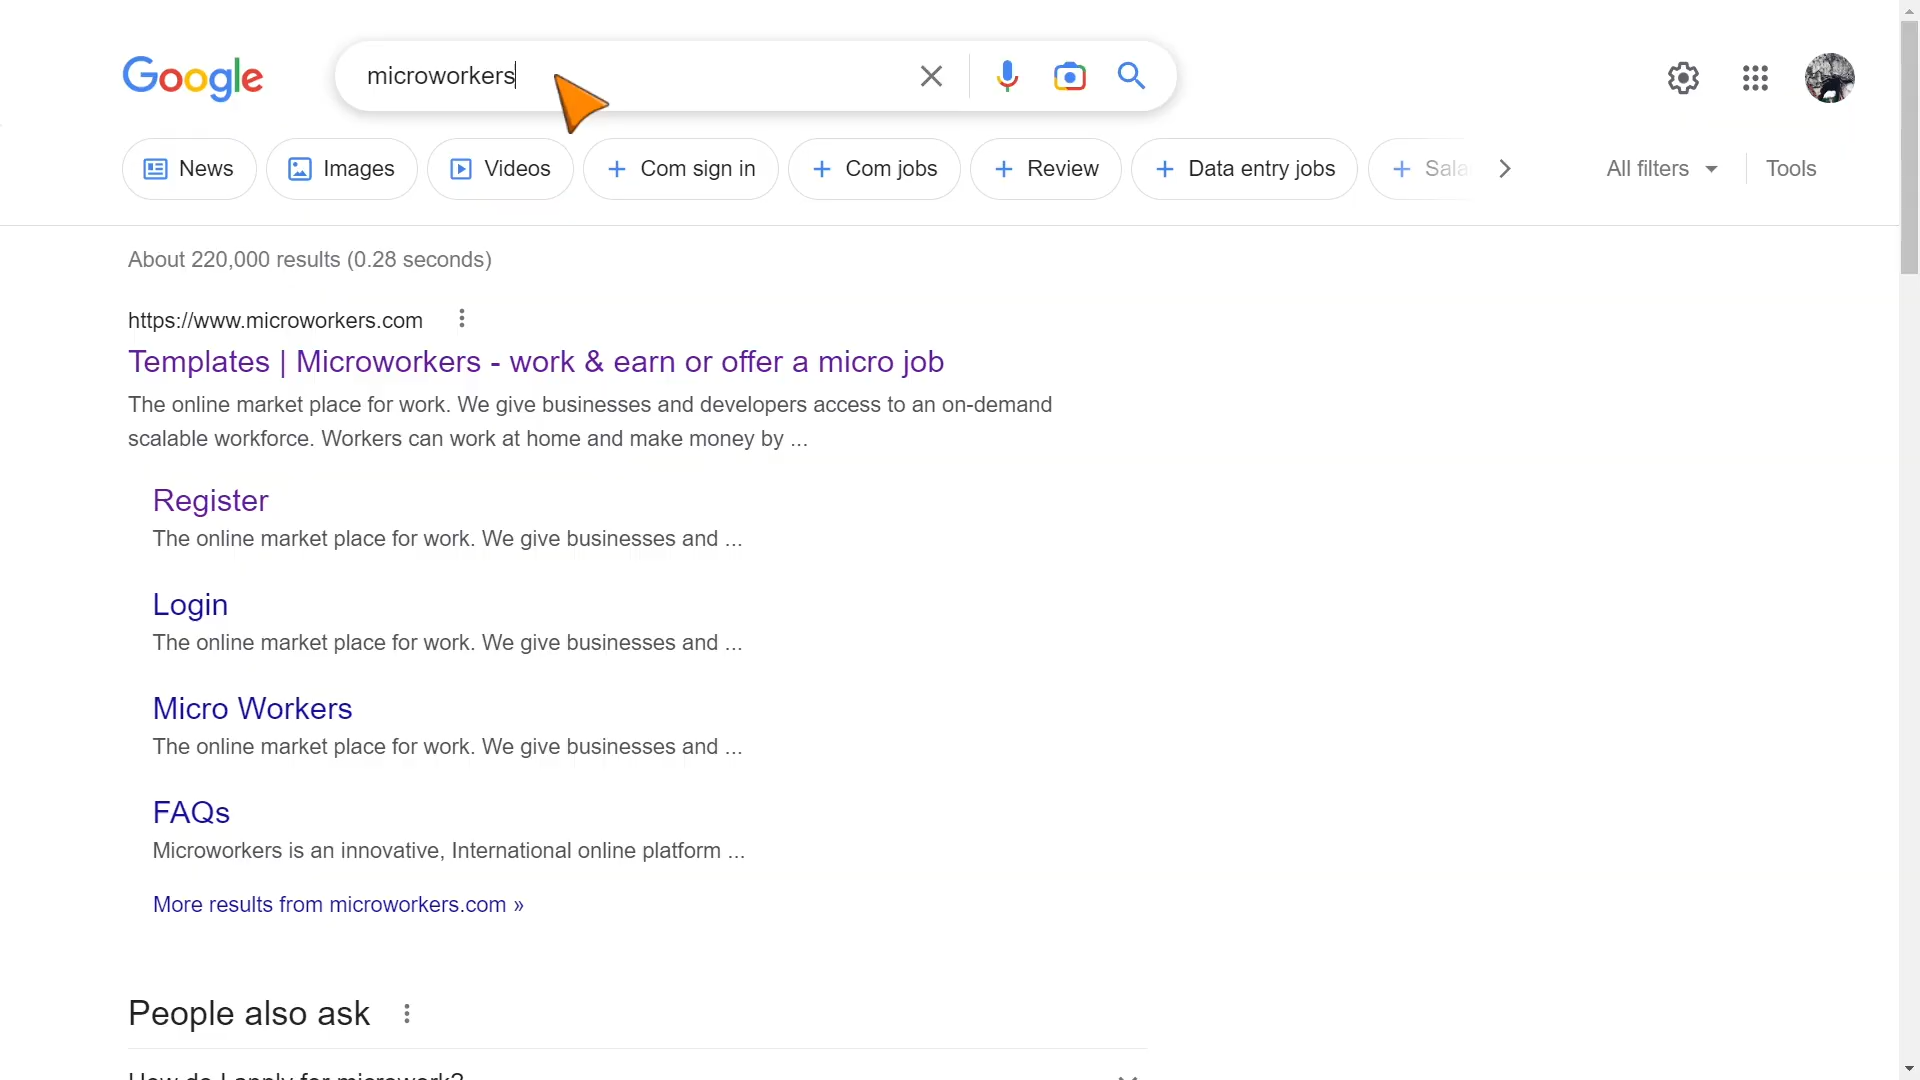 Google
microworkers
News
Images
Videos
Com sign in
Com jobs
Review
Data entry jobs
Sala
All filters
Tools
About 220,000 results (0.28 seconds)
https://www.microworkers.com
Templates | Microworkers - work & earn or offer a micro job
The online market place for work. We give businesses and developers access to an on-demand
scalable workforce. Workers can work at home and make money by ...
Register
The online market place for work. We give businesses and ...
Login
The online market place for work. We give businesses and ...
Micro Workers
The online market place for work. We give businesses and ...
FAQs
Microworkers is an innovative, International online platform ...
More results from microworkers.com »
People also ask
How do I apply for microwork?